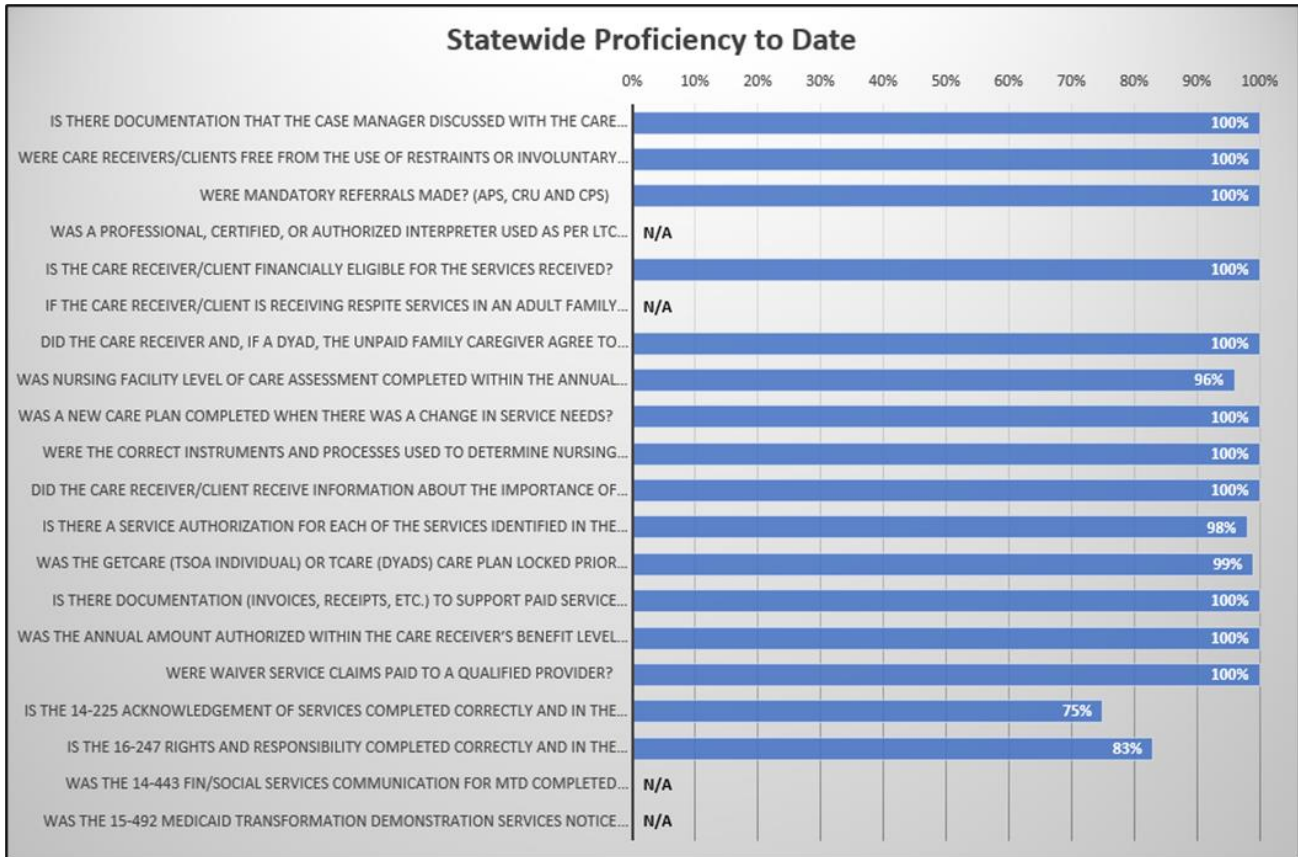 Statewide Proficiency to Date
0% 10% 20% 30% 40% 50% 60% 70% 80% 90% 100%
IS THERE DOCUMENTATION THAT THE CASE MANAGER DISCUSSED WITH THE CARE... 100%
WERE CARE RECEIVERS/CLIENTS FREE FROM THE USE OF RESTRAINTS OR INVOLUNTARY... 100%
WERE MANDATORY REFERRALS MADE? (APS, CRU AND CPS) 100%
WAS A PROFESSIONAL, CERTIFIED, OR AUTHORIZED INTERPRETER USED AS PER LTC... N/A
IS THE CARE RECEIVER/CLIENT FINANCIALLY ELIGIBLE FOR THE SERVICES RECEIVED? 100%
IF THE CARE RECEIVER/CLIENT IS RECEIVING RESPITE SERVICES IN AN ADULT FAMILY... N/A
DID THE CARE RECEIVER AND, IF A DYAD, THE UNPAID FAMILY CAREGIVER AGREE TO... 100%
WAS NURSING FACILITY LEVEL OF CARE ASSESSMENT COMPLETED WITHIN THE ANNUAL... 96%
WAS A NEW CARE PLAN COMPLETED WHEN THERE WAS A CHANGE IN SERVICE NEEDS? 100%
WERE THE CORRECT INSTRUMENTS AND PROCESSES USED TO DETERMINE NURSING... 100%
DID THE CARE RECEIVER/CLIENT RECEIVE INFORMATION ABOUT THE IMPORTANCE OF... 100%
IS THERE A SERVICE AUTHORIZATION FOR EACH OF THE SERVICES IDENTIFIED IN THE... 98%
WAS THE GETCARE (TSOA INDIVIDUAL) OR TCARE (DYADS) CARE PLAN LOCKED PRIOR... 99%
IS THERE DOCUMENTATION (INVOICES, RECEIPTS, ETC.) TO SUPPORT PAID SERVICE... 100%
WAS THE ANNUAL AMOUNT AUTHORIZED WITHIN THE CARE RECEIVER'S BENEFIT LEVEL... 100%
WERE WAIVER SERVICE CLAIMS PAID TO A QUALIFIED PROVIDER? 100%
IS THE 14-225 ACKNOWLEDGEMENT OF SERVICES COMPLETED CORRECTLY AND IN THE... 75%
IS THE 16-247 RIGHTS AND RESPONSIBILITY COMPLETED CORRECTLY AND IN THE... 83%
WAS THE 14-443 FIN/SOCIAL SERVICES COMMUNICATION FOR MTD COMPLETED... N/A
WAS THE 15-492 MEDICAID TRANSFORMATION DEMONSTRATION SERVICES NOTICE... N/A